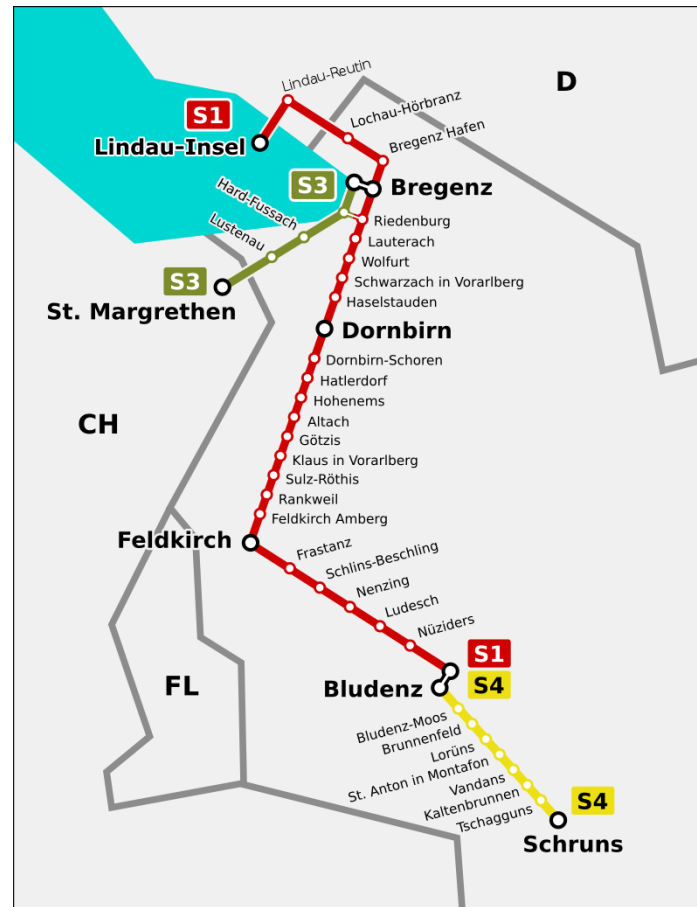 D
Lindau-Reutin
S1
Lochau-Hörbranz
Lindau-Insel
Bregenz Hafen
S3
Bregenz
Hard-Fussach
Riedenburg
Lustenau
Lauterach
Wolfurt
S3
Schwarzach in Vorarlberg
St. Margrethen
Haselstauden
Dornbirn
Dornbirn-Schoren
Hatlerdorf
Hohenems
CH
Altach
Götzis
Klaus in Vorarlberg
Sulz-Röthis
Rankweil
Feldkirch Amberg
Feldkirch
Frastanz
Schlins-Beschling
Nenzing
Ludesch
Nüziders
S1
FL
Bludenz
S4
Bludenz-Moos
Brunnenfeld
Lorüns
St. Anton in Montafon
Vandans
Kaltenbrunnen
Tschagguns
S4
Schruns